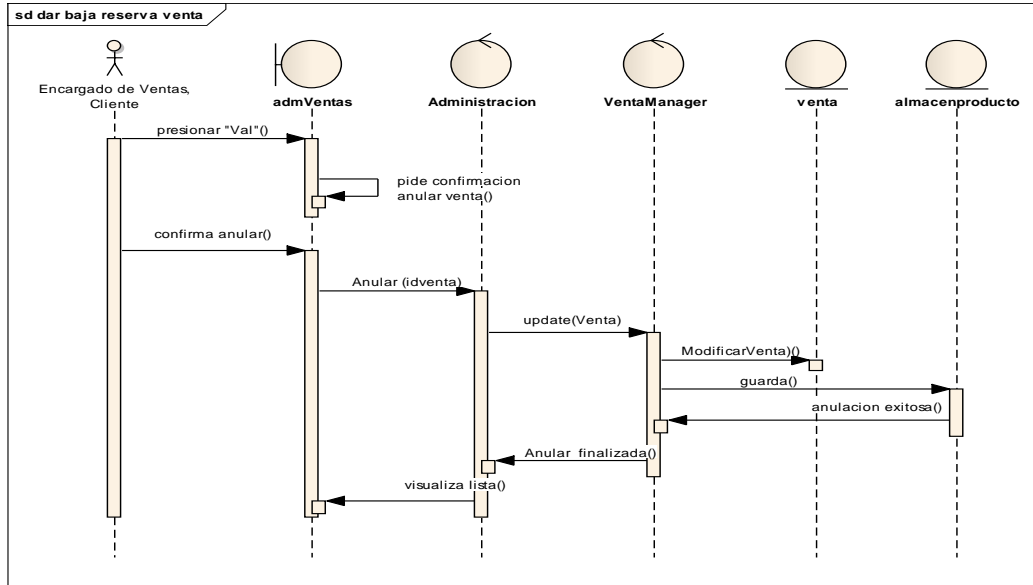 sd dar baja reserva venta
Encargado de Ventas,
Cliente
admVentas
Administracion
VentaManager
venta
almacenproducto
presionar "Val"()
pide confirmacion
anular venta()
confirma anular()
Anular (idventa)
update(Venta)
ModificarVenta)()
guarda()
anulacion exitosa()
Anular finalizada()
visualiza lista()